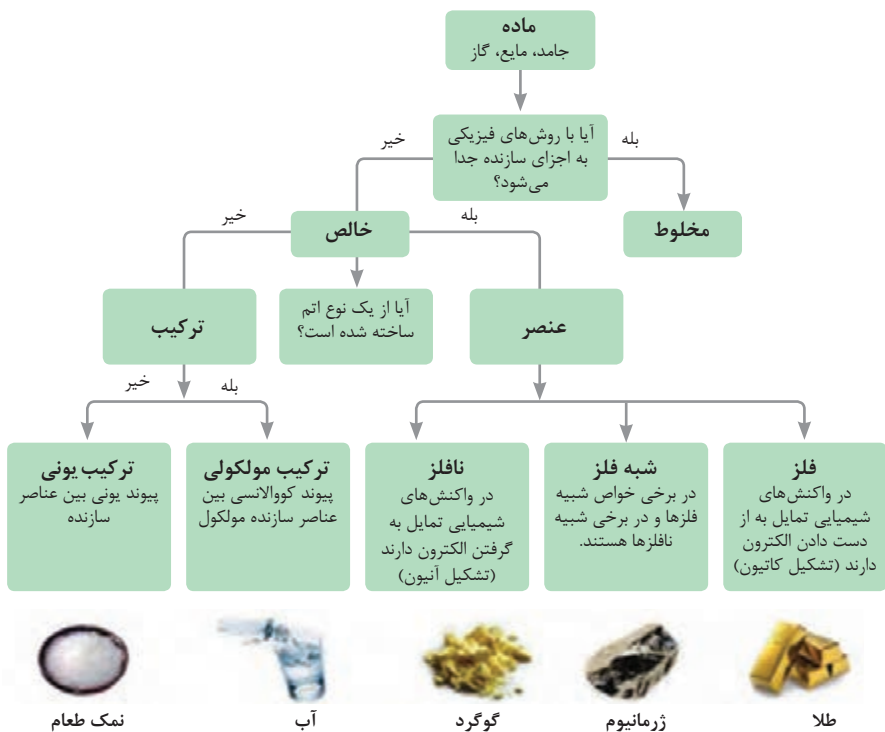 ماده
جامد، مایع، گاز
آیا با روش‌های فیزیکی
به اجزای سازنده جدا
می‌شود؟
بله
خیر
مخلوط
خالص
بله
خیر
عنصر
آیا از یک نوع اتم
ساخته شده است؟
ترکیب
بله
خیر
فلز
در واکنش‌های
شیمیایی تمایل به از
دست دادن الکترون
دارند (تشکیل کاتیون)
شبه فلز
در برخی خواص شبیه
فلزها و در برخی شبیه
نافلزها هستند.
نافلز
در واکنش‌های
شیمیایی تمایل به
گرفتن الکترون دارند
(تشکیل آنیون)
ترکیب مولکولی
پیوند کووالانسی بین
عناصر سازنده مولکول
ترکیب یونی
پیوند یونی بین عناصر
سازنده
طلا
ژرمانیوم
گوگرد
آب
نمک طعام